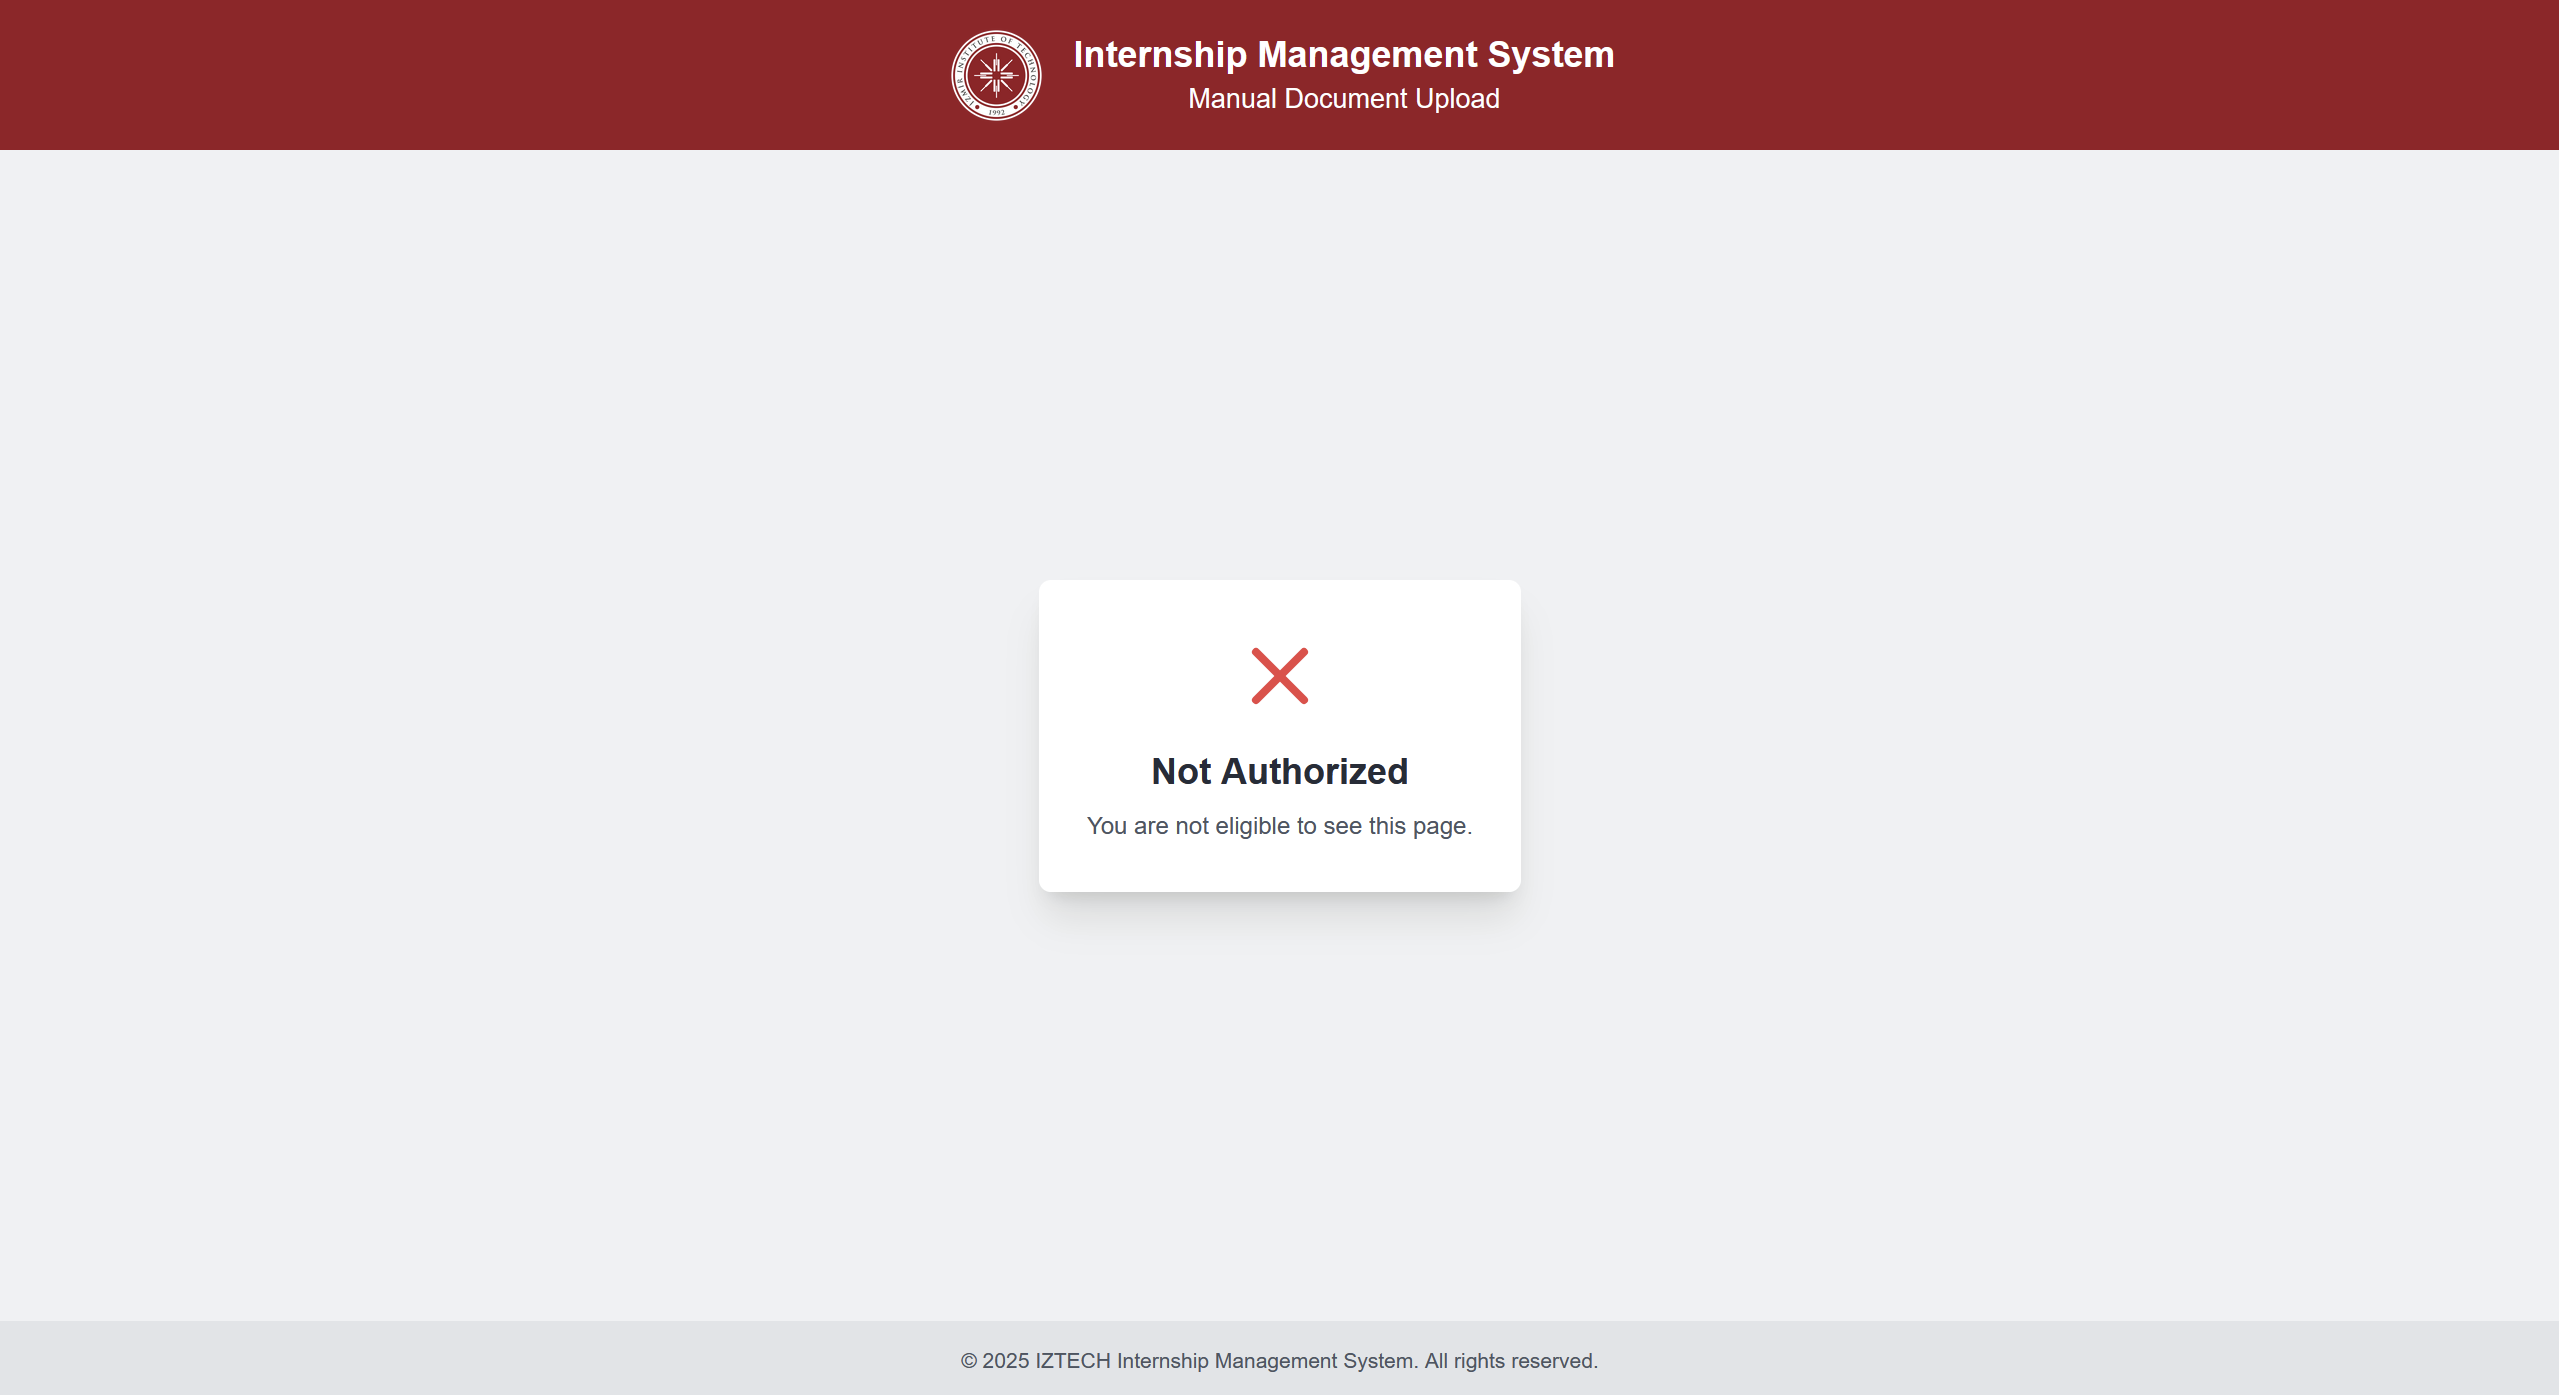 IZMIR INSTITUTE OF TECHNOLOGY
1992
Internship Management System
Manual Document Upload
Not Authorized
You are not eligible to see this page.
© 2025 IZTECH Internship Management System. All rights reserved.